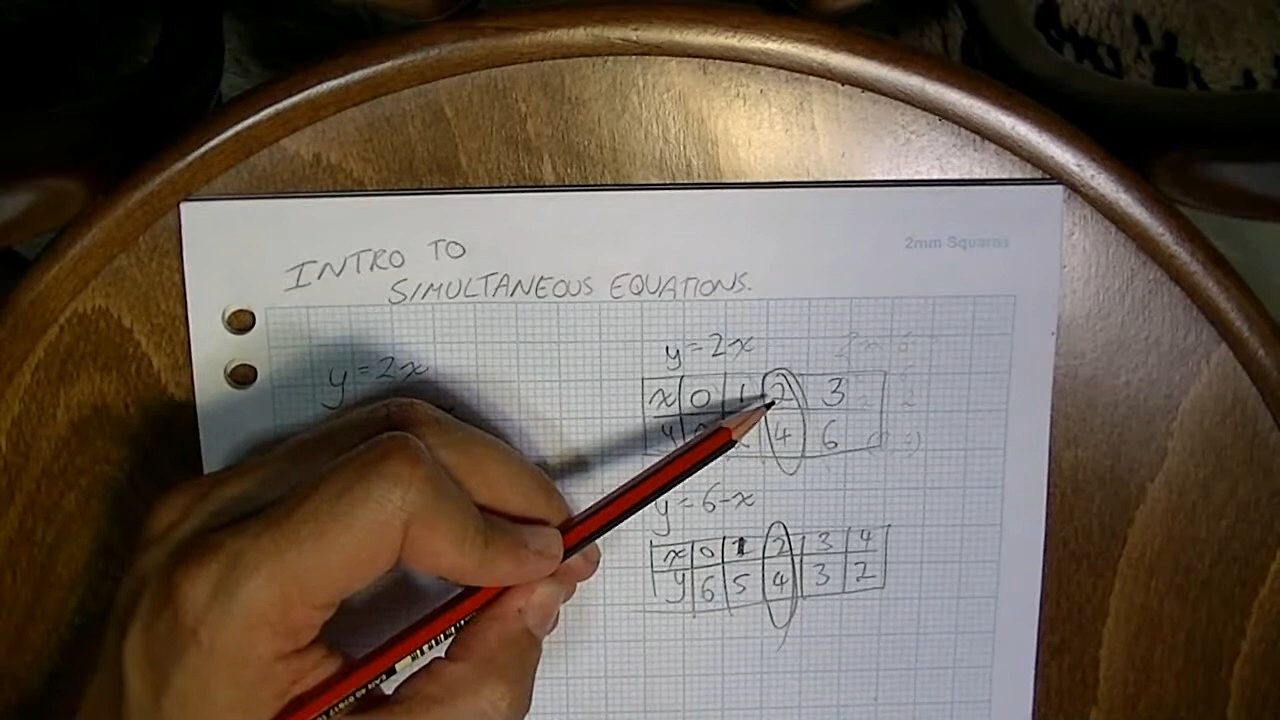 INTRO TO
SIMULTANEOUS EQUATIONS.
2mm Squares
y=2x
y=2x
x 0 1 2 3
y 4 6
y=6-x
x 0 1 2 3 4
y 6 5 4 3 2